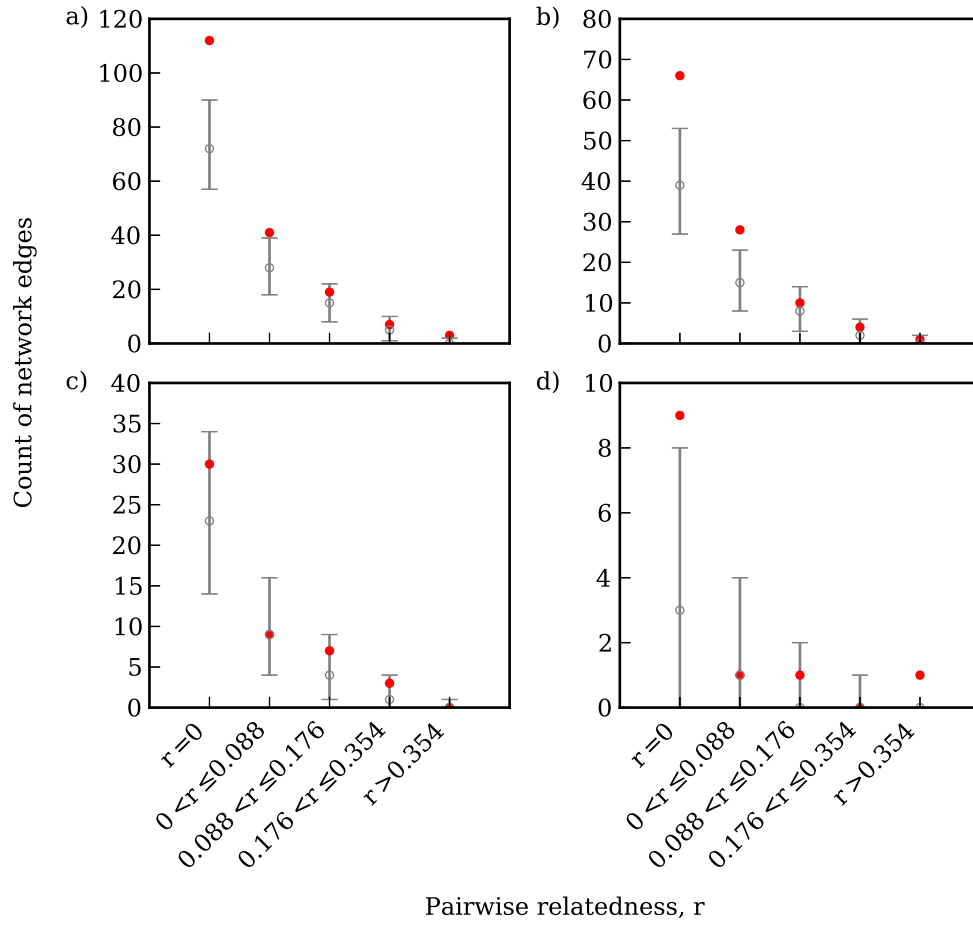 a)
120
100
80
60
40
20
0
b)
80
70
60
50
40
30
20
10
0
c)
40
35
30
25
20
15
10
5
0
d)
10
8
6
4
2
0
Count of network edges
r=0
0<r≤0.088
0.088<r≤0.176
0.176<r≤0.354
r>0.354
r=0
0<r≤0.088
0.088<r≤0.176
0.176<r≤0.354
r>0.354
Pairwise relatedness, r